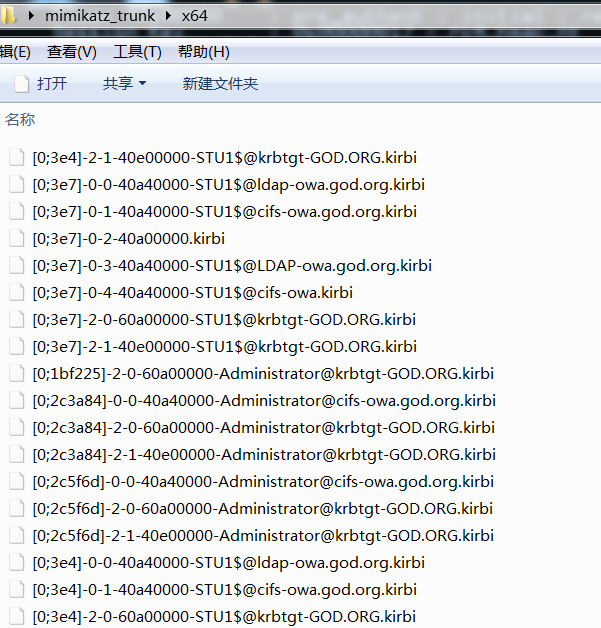 mimikatz_trunk ▸ x64
辑(E) 查看(V) 工具(T) 帮助(H)
打开 共享 新建文件夹
名称
[0;3e4]-2-1-40e00000-STU1$@krbtgt-GOD.ORG.kirbi
[0;3e7]-0-0-40a40000-STU1$@ldap-owa.god.org.kirbi
[0;3e7]-0-1-40a40000-STU1$@cifs-owa.god.org.kirbi
[0;3e7]-0-2-40a00000.kirbi
[0;3e7]-0-3-40a40000-STU1$@LDAP-owa.god.org.kirbi
[0;3e7]-0-4-40a40000-STU1$@cifs-owa.kirbi
[0;3e7]-2-0-60a00000-STU1$@krbtgt-GOD.ORG.kirbi
[0;3e7]-2-1-40e00000-STU1$@krbtgt-GOD.ORG.kirbi
[0;1bf225]-2-0-60a00000-Administrator@krbtgt-GOD.ORG.kirbi
[0;2c3a84]-0-0-40a40000-Administrator@cifs-owa.god.org.kirbi
[0;2c3a84]-2-0-60a00000-Administrator@krbtgt-GOD.ORG.kirbi
[0;2c3a84]-2-1-40e00000-Administrator@krbtgt-GOD.ORG.kirbi
[0;2c5f6d]-0-0-40a40000-Administrator@cifs-owa.god.org.kirbi
[0;2c5f6d]-2-0-60a00000-Administrator@krbtgt-GOD.ORG.kirbi
[0;2c5f6d]-2-1-40e00000-Administrator@krbtgt-GOD.ORG.kirbi
[0;3e4]-0-0-40a40000-STU1$@ldap-owa.god.org.kirbi
[0;3e4]-0-1-40a40000-STU1$@cifs-owa.god.org.kirbi
[0;3e4]-2-0-60a00000-STU1$@krbtgt-GOD.ORG.kirbi